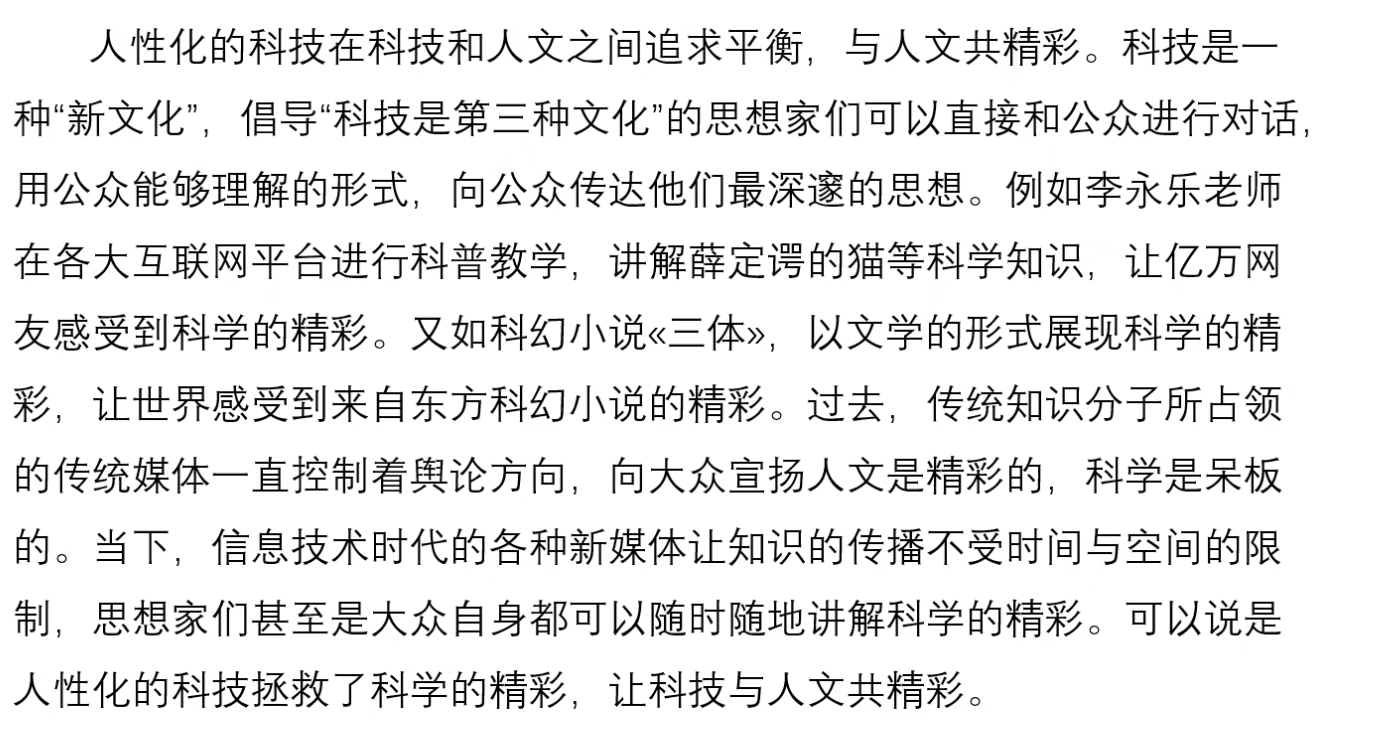 人性化的科技在科技和人文之间追求平衡，与人文共精彩。科技是一
种“新文化”，倡导“科技是第三种文化”的思想家们可以直接和公众进行对话，
用公众能够理解的形式，向公众传达他们最深邃的思想。例如李永乐老师
在各大互联网平台进行科普教学，讲解薛定谔的猫等科学知识，让亿万网
友感受到科学的精彩。又如科幻小说«三体»，以文学的形式展现科学的精
彩，让世界感受到来自东方科幻小说的精彩。过去，传统知识分子所占领
的传统媒体一直控制着舆论方向，向大众宣扬人文是精彩的，科学是呆板
的。当下，信息技术时代的各种新媒体让知识的传播不受时间与空间的限
制，思想家们甚至是大众自身都可以随时随地讲解科学的精彩。可以说是
人性化的科技拯救了科学的精彩，让科技与人文共精彩。